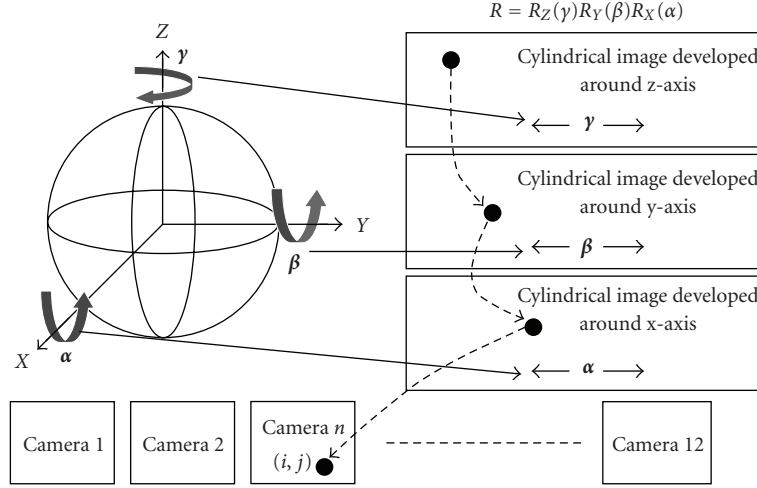 R = R_Z(γ)R_Y(β)R_X(α)
Z
γ
Cylindrical image developed
around z-axis
γ
Y
β
Cylindrical image developed
around y-axis
β
X
α
Cylindrical image developed
around x-axis
α
Camera 1
Camera 2
Camera n
(i, j)
Camera 12